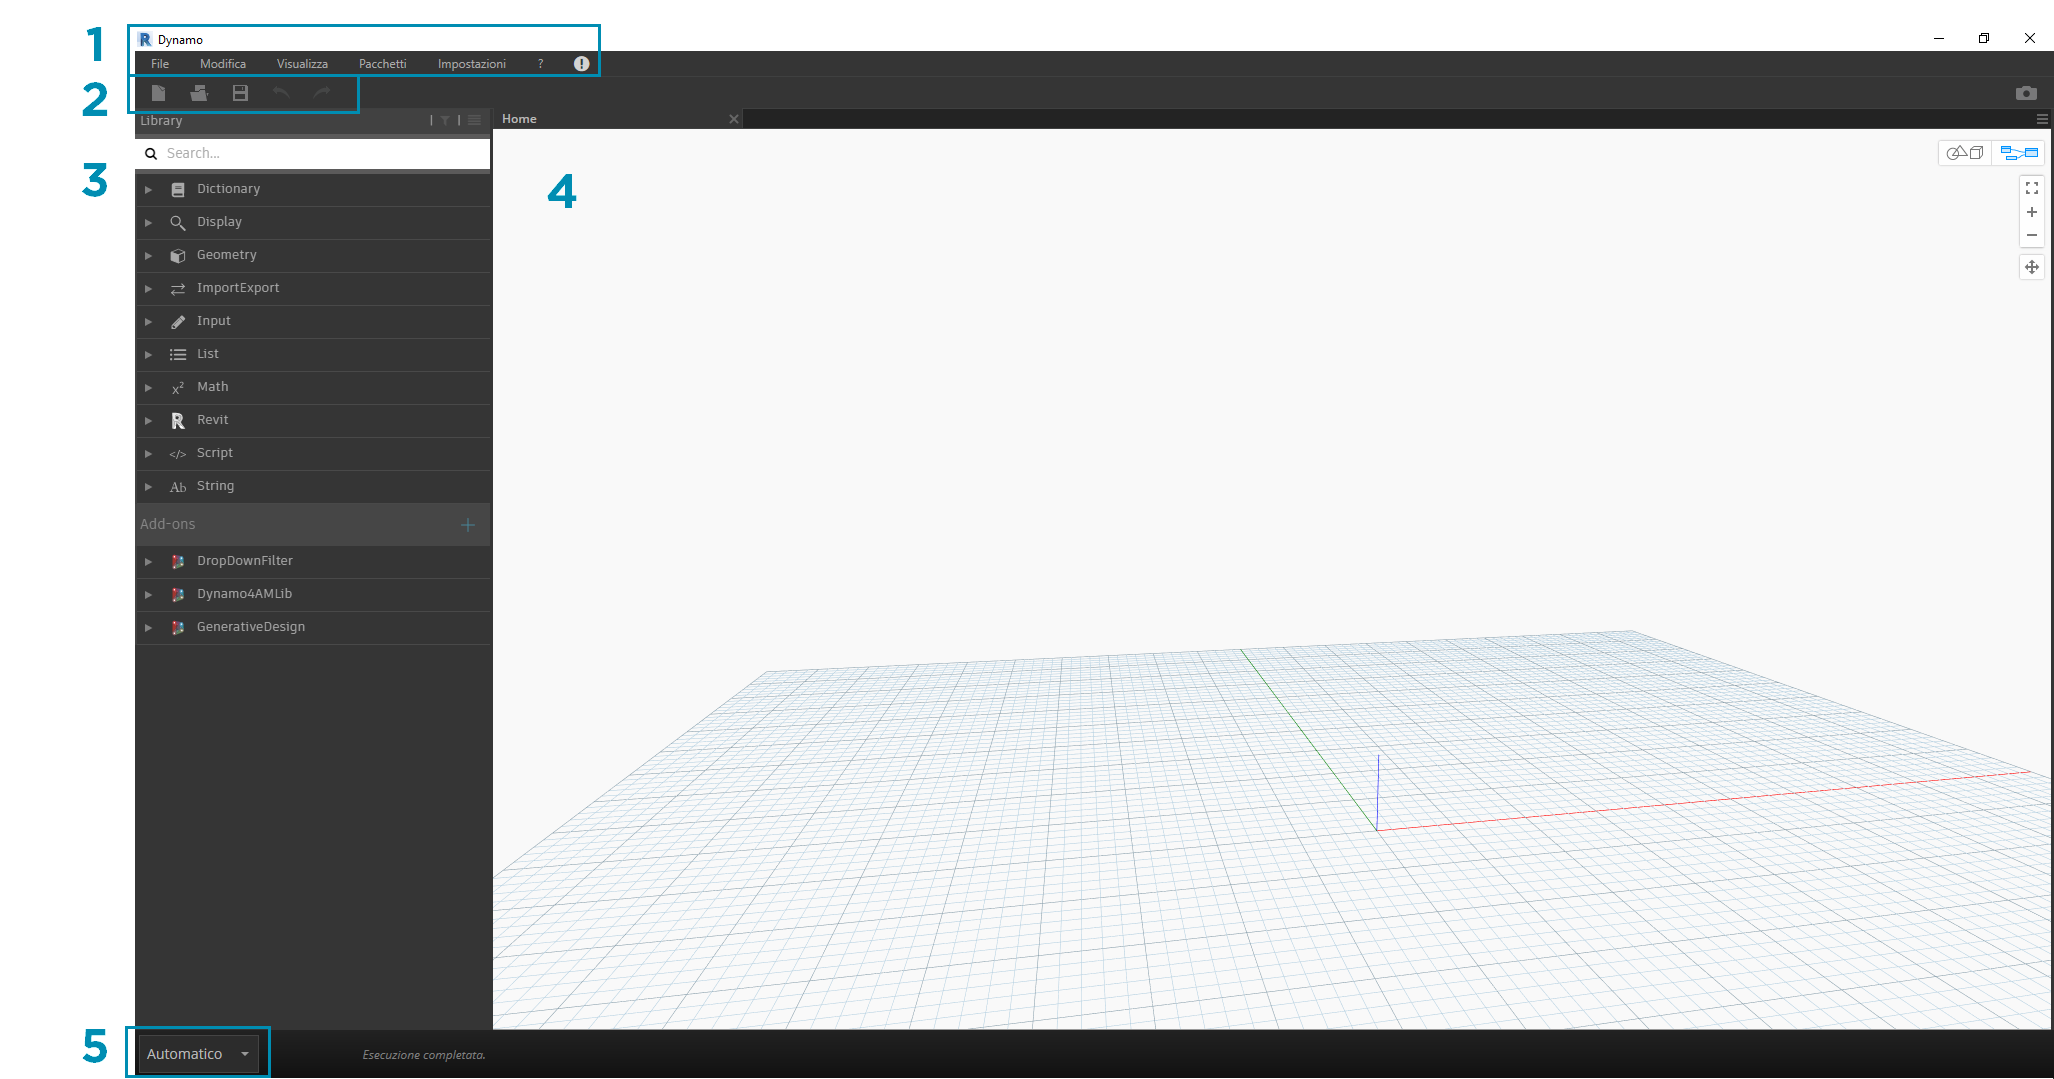 1
Dynamo
File Modifica Visualizza Pacchetti Impostazioni ?
2
Library
Home
Search...
3
4
Dictionary
Display
Geometry
ImportExport
Input
List
Math
Revit
Script
String
Add-ons
DropDownFilter
Dynamo4AMLib
GenerativeDesign
5
Automatico
Esecuzione completata.